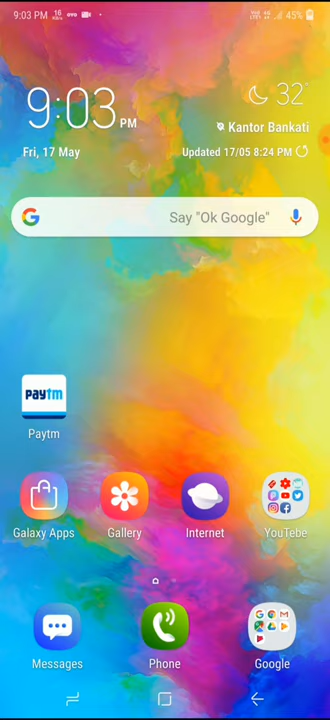 9:03 PM 16 45%
9:03 PM
32°
Kantor Bankati
Fri, 17 May
Updated 17/05 8:24 PM
Say "Ok Google"
Paytm
Paytm
Galaxy Apps
Gallery
Internet
YouTebe
Messages
Phone
Google